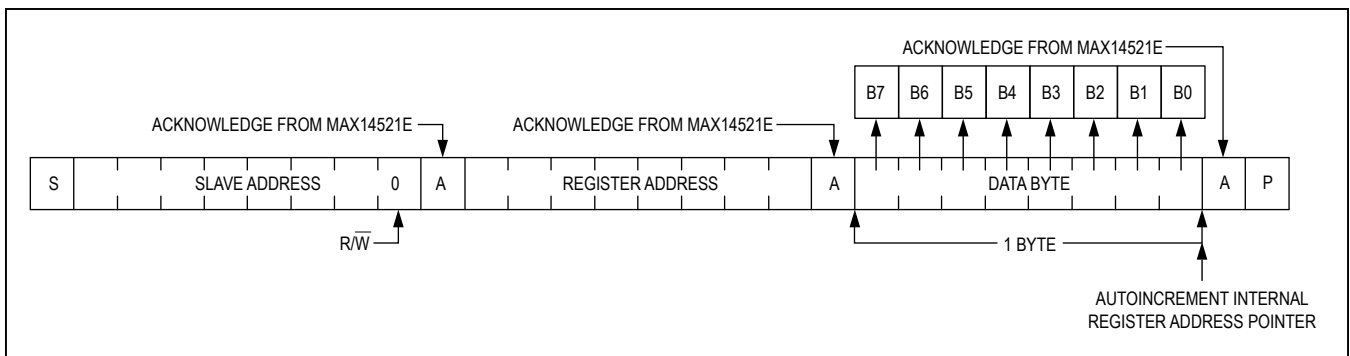 ACKNOWLEDGE FROM MAX14521E
B7 B6 B5 B4 B3 B2 B1 B0
ACKNOWLEDGE FROM MAX14521E ACKNOWLEDGE FROM MAX14521E
S SLAVE ADDRESS 0 A REGISTER ADDRESS A DATA BYTE A P
R/W̅ 1 BYTE
AUTOINCREMENT INTERNAL
REGISTER ADDRESS POINTER